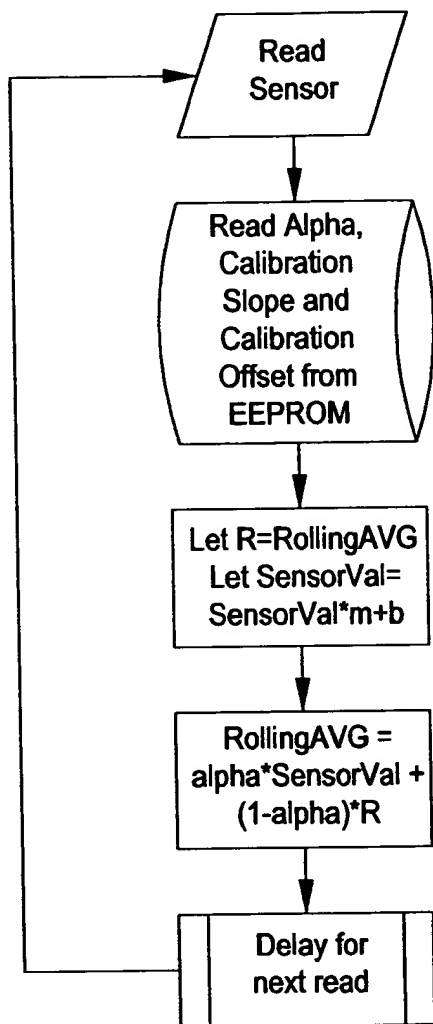 Read
Sensor
Read Alpha,
Calibration
Slope and
Calibration
Offset from
EEPROM
Let R=RollingAVG
Let SensorVal=
SensorVal*m+b
RollingAVG =
alpha*SensorVal +
(1-alpha)*R
Delay for
next read